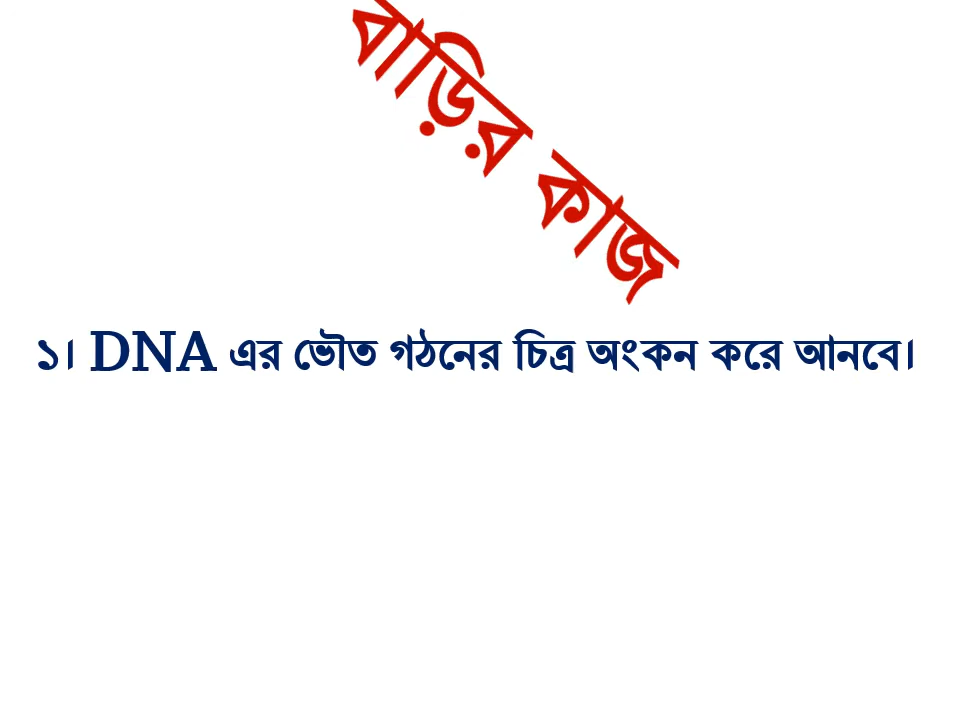 বাড়ির কাজ
১। DNA এর ভৌত গঠনের চিত্র অংকন করে আনবে।